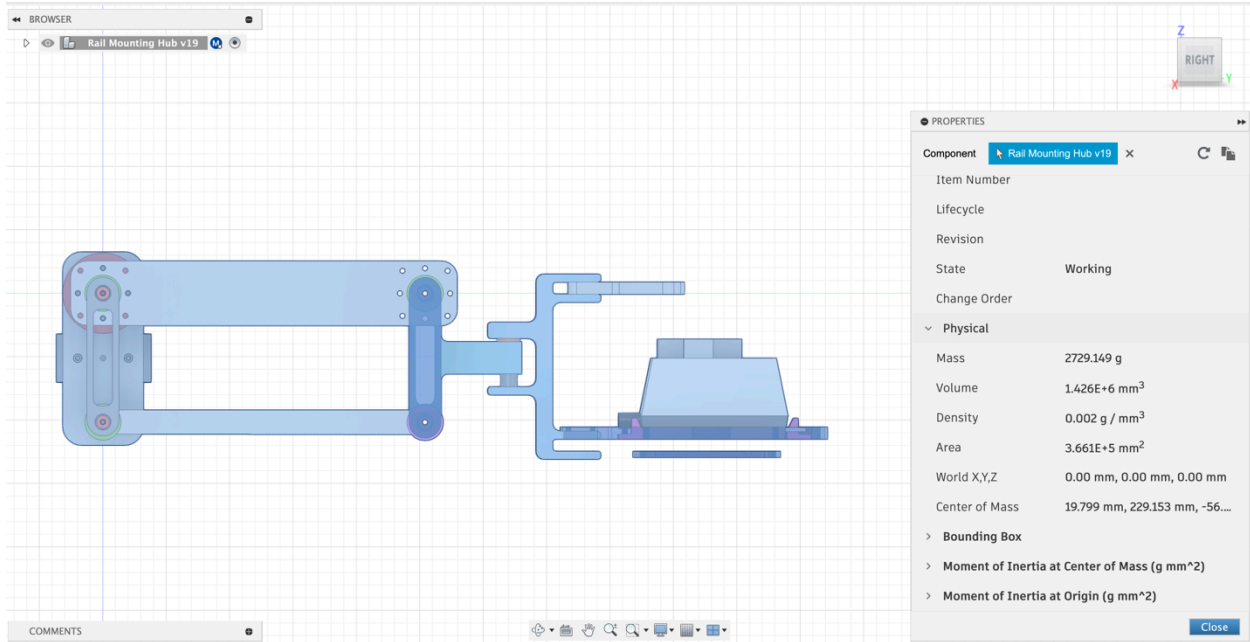 BROWSER
Rail Mounting Hub v19
Z
RIGHT
X
Y
PROPERTIES
Component Rail Mounting Hub v19
Item Number
Lifecycle
Revision
State Working
Change Order
Physical
Mass 2729.149 g
Volume 1.426E+6 mm³
Density 0.002 g / mm³
Area 3.661E+5 mm²
World X,Y,Z 0.00 mm, 0.00 mm, 0.00 mm
Center of Mass 19.799 mm, 229.153 mm, -56....
Bounding Box
Moment of Inertia at Center of Mass (g mm^2)
Moment of Inertia at Origin (g mm^2)
Close
COMMENTS